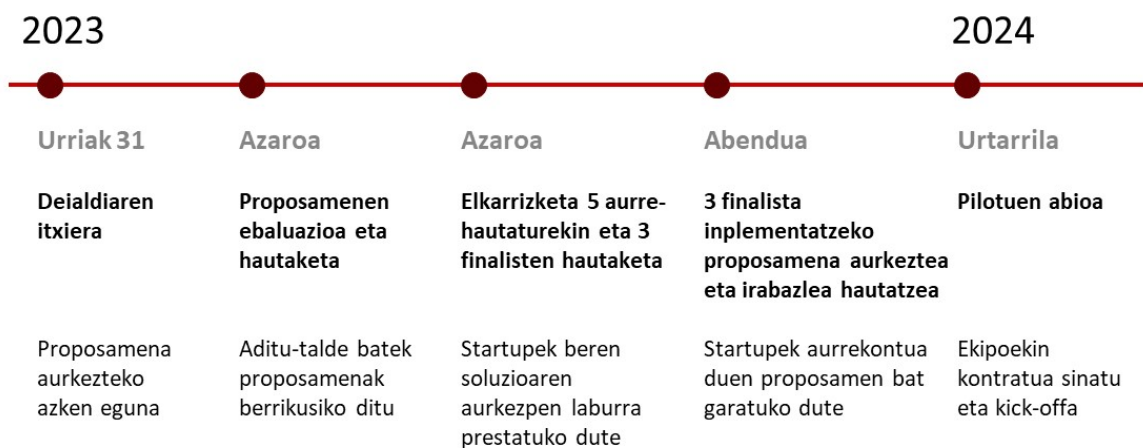 2023
2024
Urriak 31
Deialdiaren
itxiera
Proposamena
aurkezteko
azken eguna
Azaroa
Proposamenen
ebaluazioa eta
hautaketa
Aditu-talde batek
proposamenak
berrikusiko ditu
Azaroa
Elkarrizketa 5 aurre-
hautaturekin eta 3
finalisten hautaketa
Startupek beren
soluzioaren
aurkezpen laburra
prestatuko dute
Abendua
3 finalista
inplementatzeko
proposamena aurkeztea
eta irabazlea hautatzea
Startupek aurrekontua
duen proposamen bat
garatuko dute
Urtarrila
Pilotuen abioa
Ekipoekin
kontratua sinatu
eta kick-offa